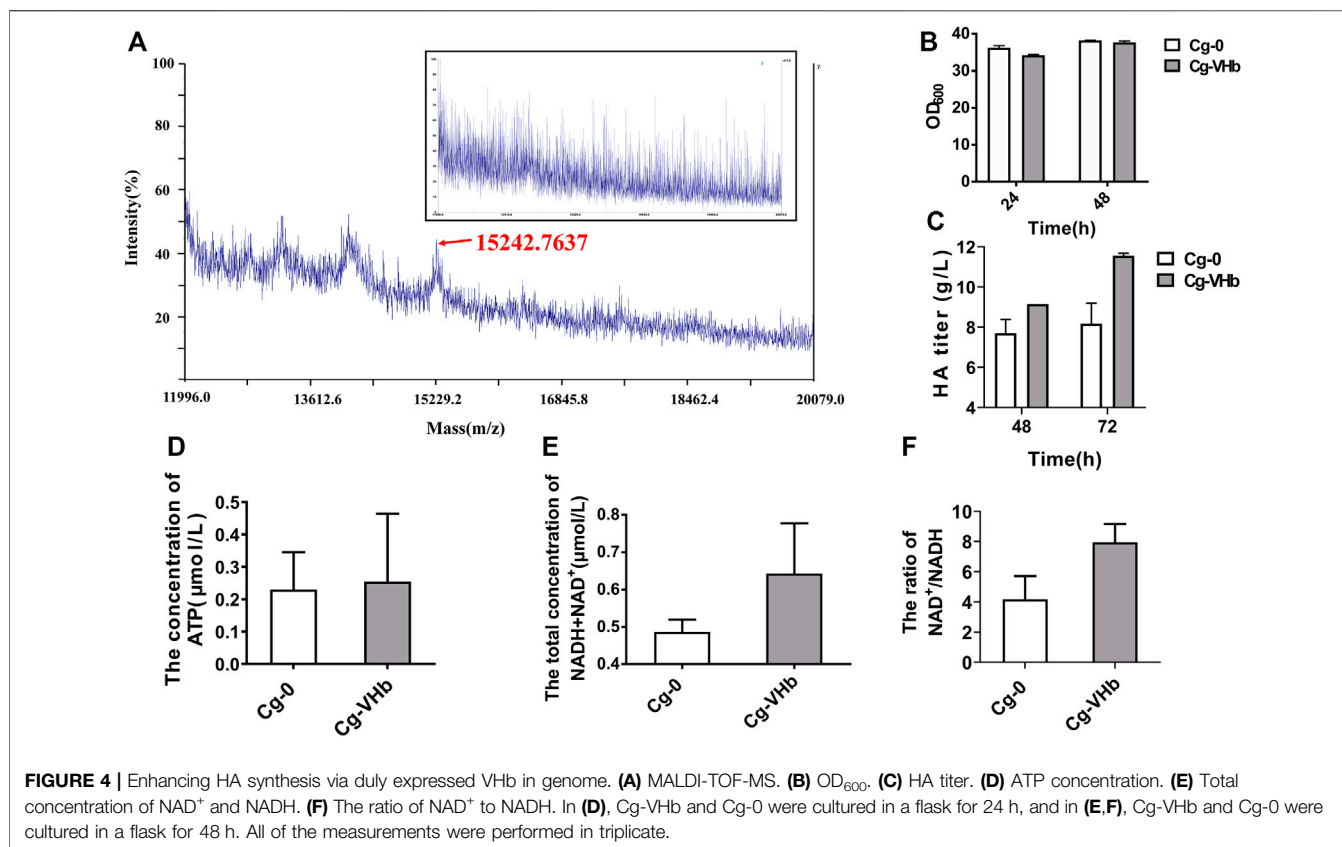 A
100
80
60
40
20
Intensity(%)
15242.7637
11996.0 13612.6 15229.2 16845.8 18462.4 20079.0
Mass(m/z)
B
40
30
20
10
0
OD600
24 48
Time(h)
Cg-0
Cg-VHb
C
12
10
8
6
4
HA titer (g/L)
48 72
Time(h)
Cg-0
Cg-VHb
D
The concentration of
ATP(μmol/L)
0.5
0.4
0.3
0.2
0.1
0.0
Cg-0
Cg-VHb
E
The total concentration of
NADH+NAD+(μmol/L)
0.8
0.7
0.6
0.5
0.4
Cg-0
Cg-VHb
F
The ratio of
NAD+/NADH
10
8
6
4
2
0
Cg-0
Cg-VHb
FIGURE 4 | Enhancing HA synthesis via duly expressed VHb in genome. (A) MALDI-TOF-MS. (B) OD600. (C) HA titer. (D) ATP concentration. (E) Total
concentration of NAD+ and NADH. (F) The ratio of NAD+ to NADH. In (D), Cg-VHb and Cg-0 were cultured in a flask for 24 h, and in (E,F), Cg-VHb and Cg-0 were
cultured in a flask for 48 h. All of the measurements were performed in triplicate.